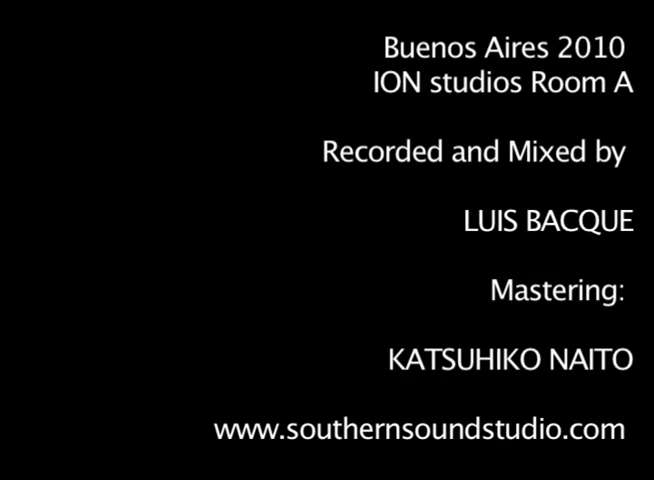 Buenos Aires 2010
ION studios Room A
Recorded and Mixed by
LUIS BACQUE
Mastering:
KATSUHIKO NAITO
www.southernsoundstudio.com